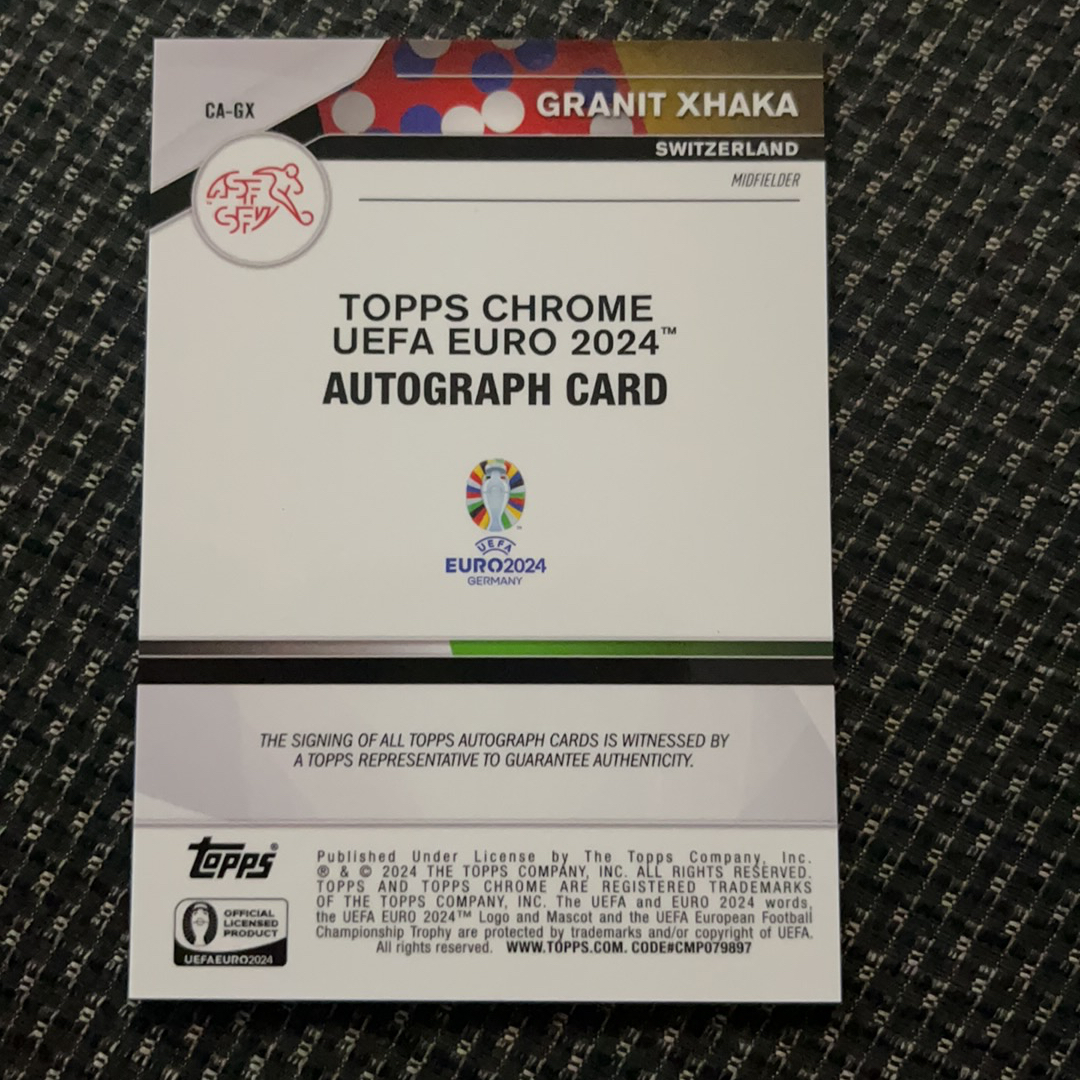 CA-GX
GRANIT XHAKA
SWITZERLAND
MIDFIELDER
ASF
SFV
TOPPS CHROME
UEFA EURO 2024™
AUTOGRAPH CARD
UEFA
EURO2024
GERMANY
THE SIGNING OF ALL TOPPS AUTOGRAPH CARDS IS WITNESSED BY
A TOPPS REPRESENTATIVE TO GUARANTEE AUTHENTICITY.
topps®
OFFICIAL
LICENSED
PRODUCT
UEFAEURO2024
Published Under License by The Topps Company, Inc.
® & © 2024 THE TOPPS COMPANY, INC. ALL RIGHTS RESERVED.
TOPPS AND TOPPS CHROME ARE REGISTERED TRADEMARKS
OF THE TOPPS COMPANY, INC. The UEFA and EURO 2024 words,
the UEFA EURO 2024™ Logo and Mascot and the UEFA European Football
Championship Trophy are protected by trademarks and/or copyright of UEFA.
All rights reserved. WWW.TOPPS.COM. CODE#CMP079897